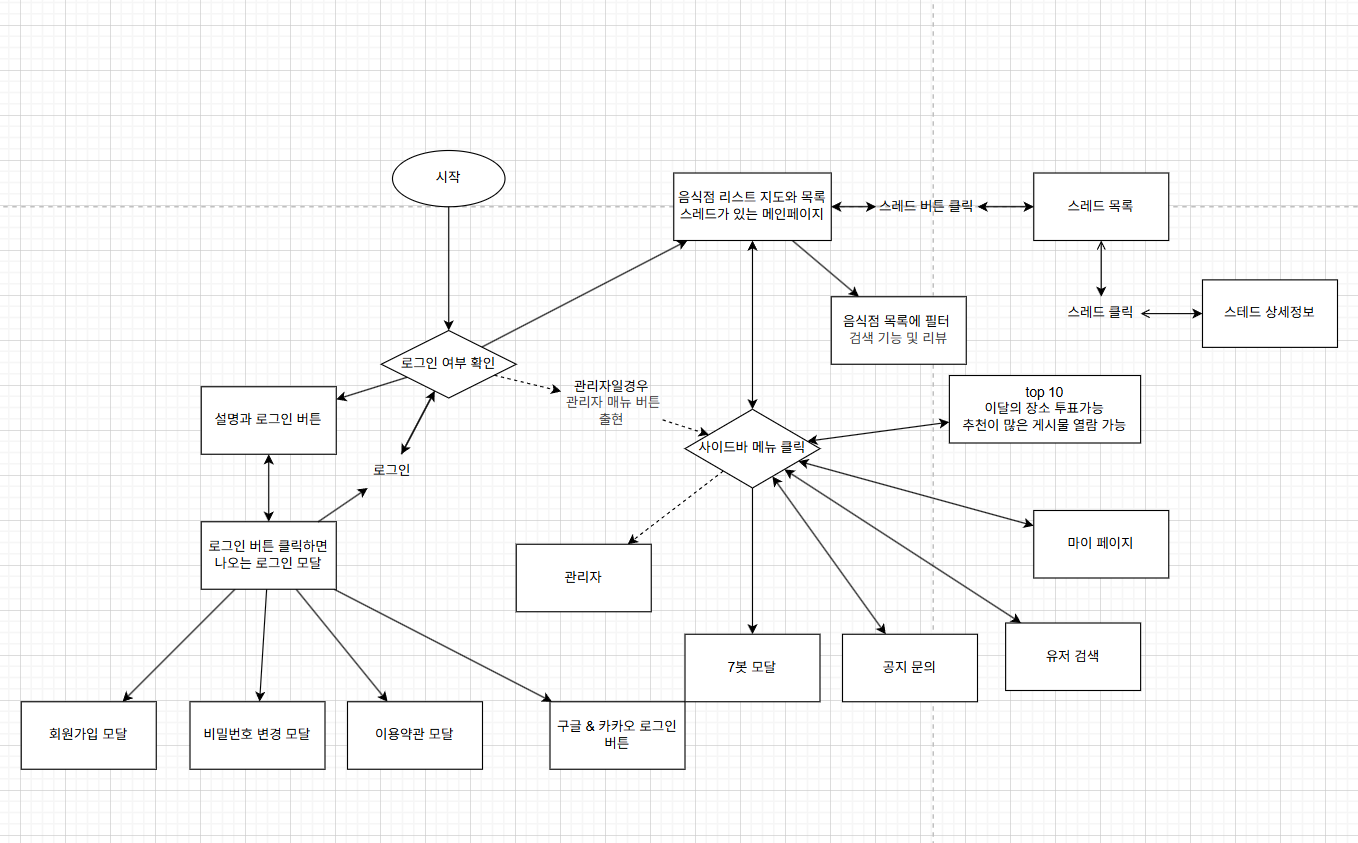 시작
음식점 리스트 지도와 목록
스레드가 있는 메인페이지
스레드 버튼 클릭
스레드 목록
음식점 목록에 필터
검색 기능 및 리뷰
스레드 클릭
스테드 상세정보
로그인 여부 확인
관리자일경우
관리자 매뉴 버튼
출현
top 10
이달의 장소 투표가능
추천이 많은 게시물 열람 가능
설명과 로그인 버튼
사이드바 메뉴 클릭
로그인
로그인 버튼 클릭하면
나오는 로그인 모달
관리자
마이 페이지
7봇 모달
공지 문의
유저 검색
회원가입 모달
비밀번호 변경 모달
이용약관 모달
구글 & 카카오 로그인
버튼